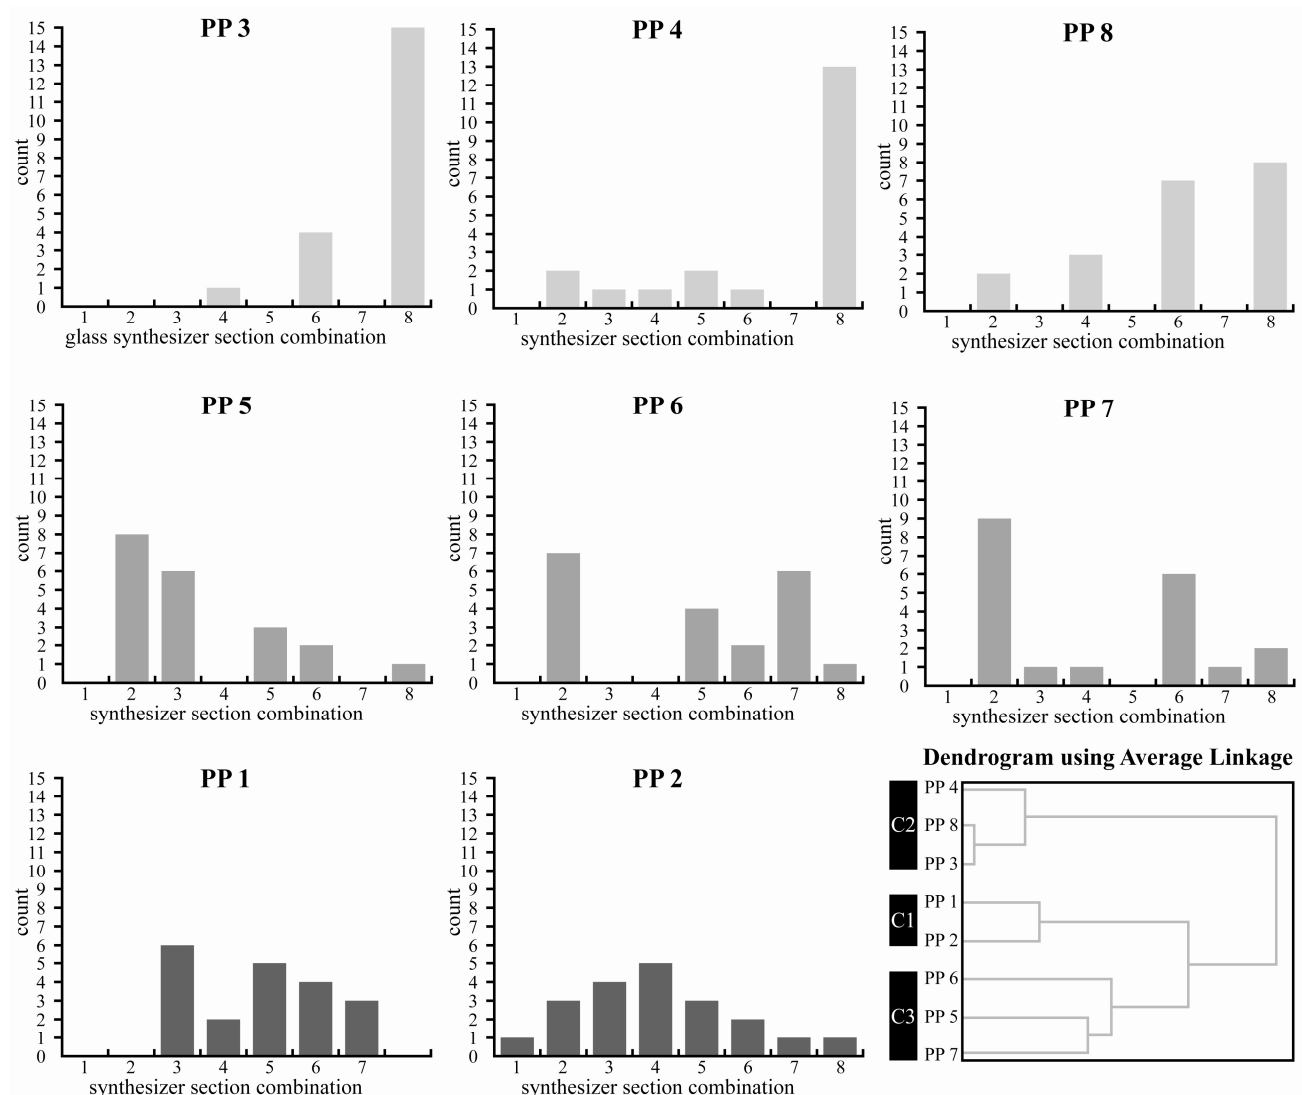 PP 3
15
14
13
12
11
10
9
8
7
6
5
4
3
2
1
0
count
1 2 3 4 5 6 7 8
glass synthesizer section combination
PP 4
15
14
13
12
11
10
9
8
7
6
5
4
3
2
1
0
count
1 2 3 4 5 6 7 8
synthesizer section combination
PP 8
15
14
13
12
11
10
9
8
7
6
5
4
3
2
1
0
count
1 2 3 4 5 6 7 8
synthesizer section combination
PP 5
15
14
13
12
11
10
9
8
7
6
5
4
3
2
1
0
count
1 2 3 4 5 6 7 8
synthesizer section combination
PP 6
15
14
13
12
11
10
9
8
7
6
5
4
3
2
1
0
count
1 2 3 4 5 6 7 8
synthesizer section combination
PP 7
15
14
13
12
11
10
9
8
7
6
5
4
3
2
1
0
count
1 2 3 4 5 6 7 8
synthesizer section combination
PP 1
15
14
13
12
11
10
9
8
7
6
5
4
3
2
1
0
count
1 2 3 4 5 6 7
synthesizer section combination
PP 2
15
14
13
12
11
10
9
8
7
6
5
4
3
2
1
0
count
1 2 3 4 5 6 7 8
synthesizer section combination
Dendrogram using Average Linkage
C2
PP 4
PP 8
PP 3
C1
PP 1
PP 2
C3
PP 6
PP 5
PP 7